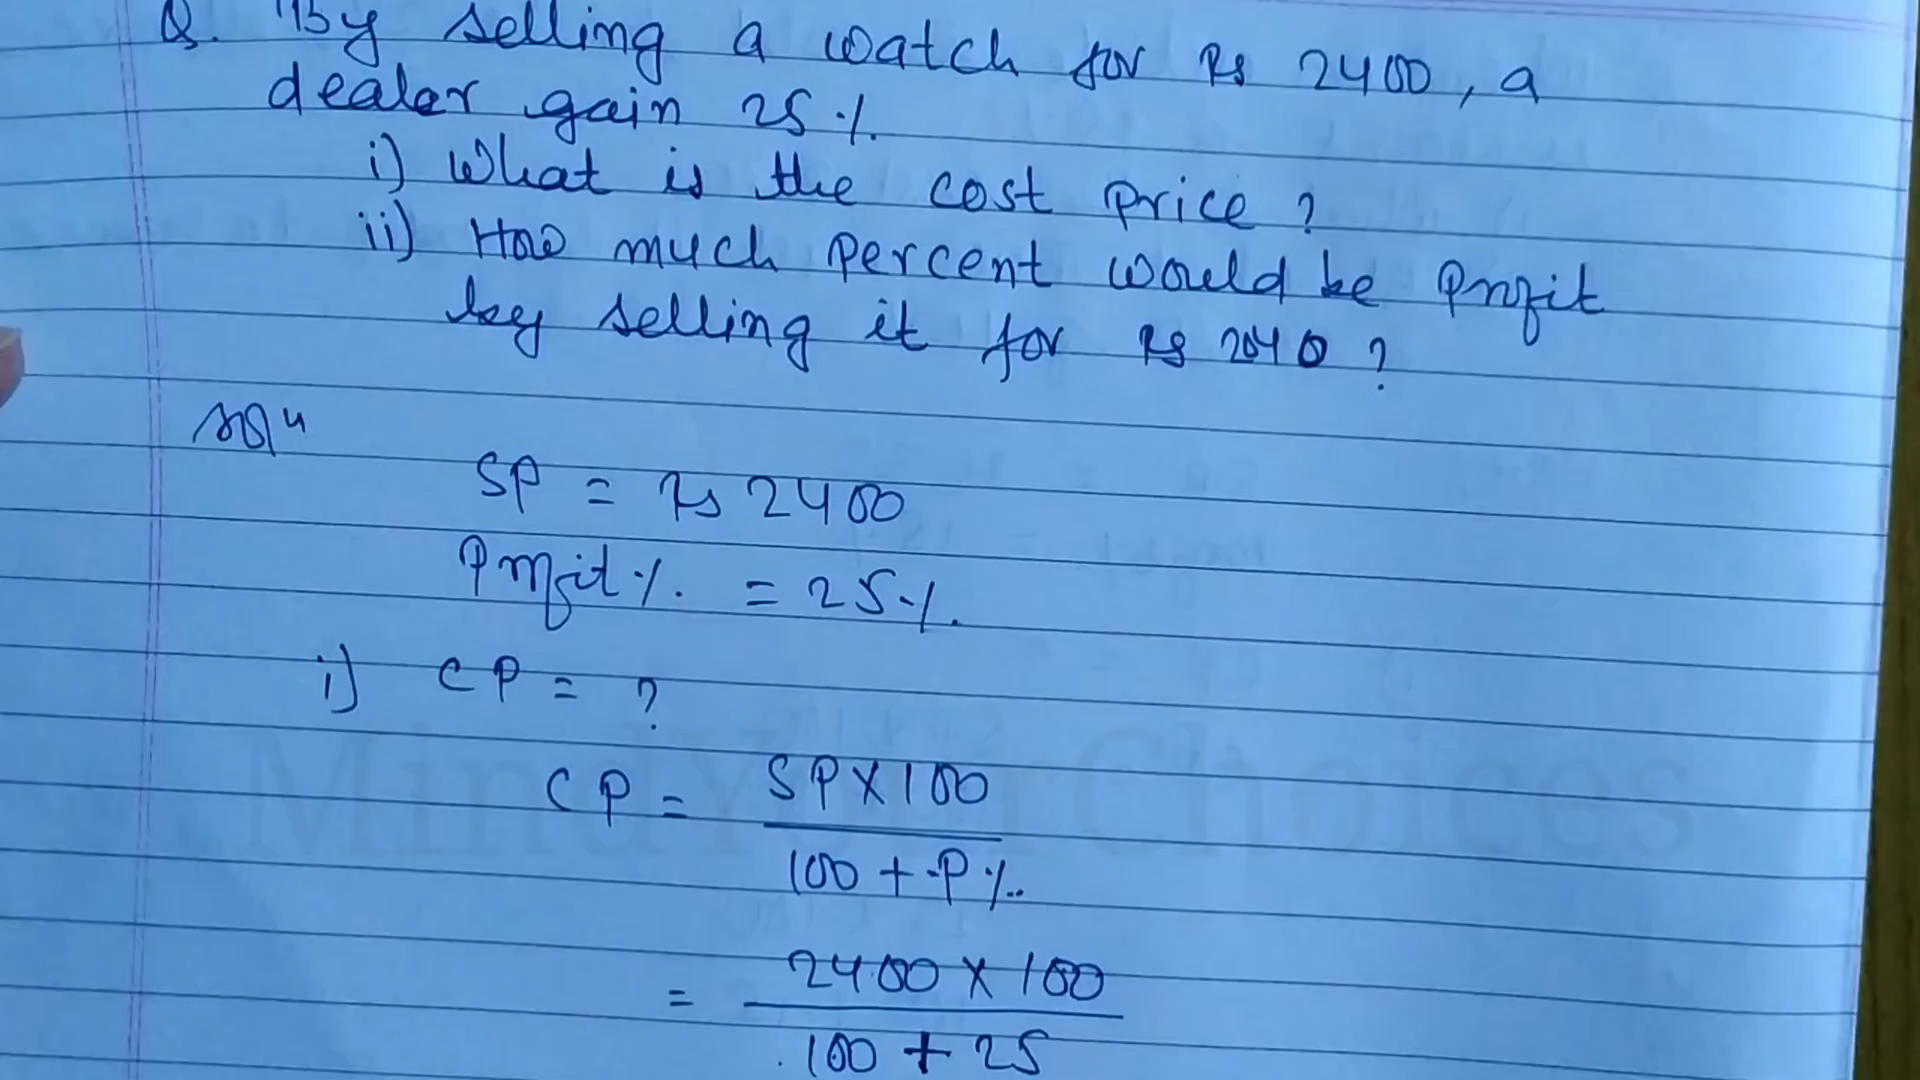 Q. By selling a watch for Rs 2400, a
dealer gain 25%.
i) What is the cost price ?
ii) How much percent would be profit
by selling it for Rs 2040 ?
Solⁿ
SP = Rs 2400
Profit % = 25%.
i) CP = ?
CP = SP X 100
100 + P%
= 2400 X 100
100 + 25
MindYourChoices